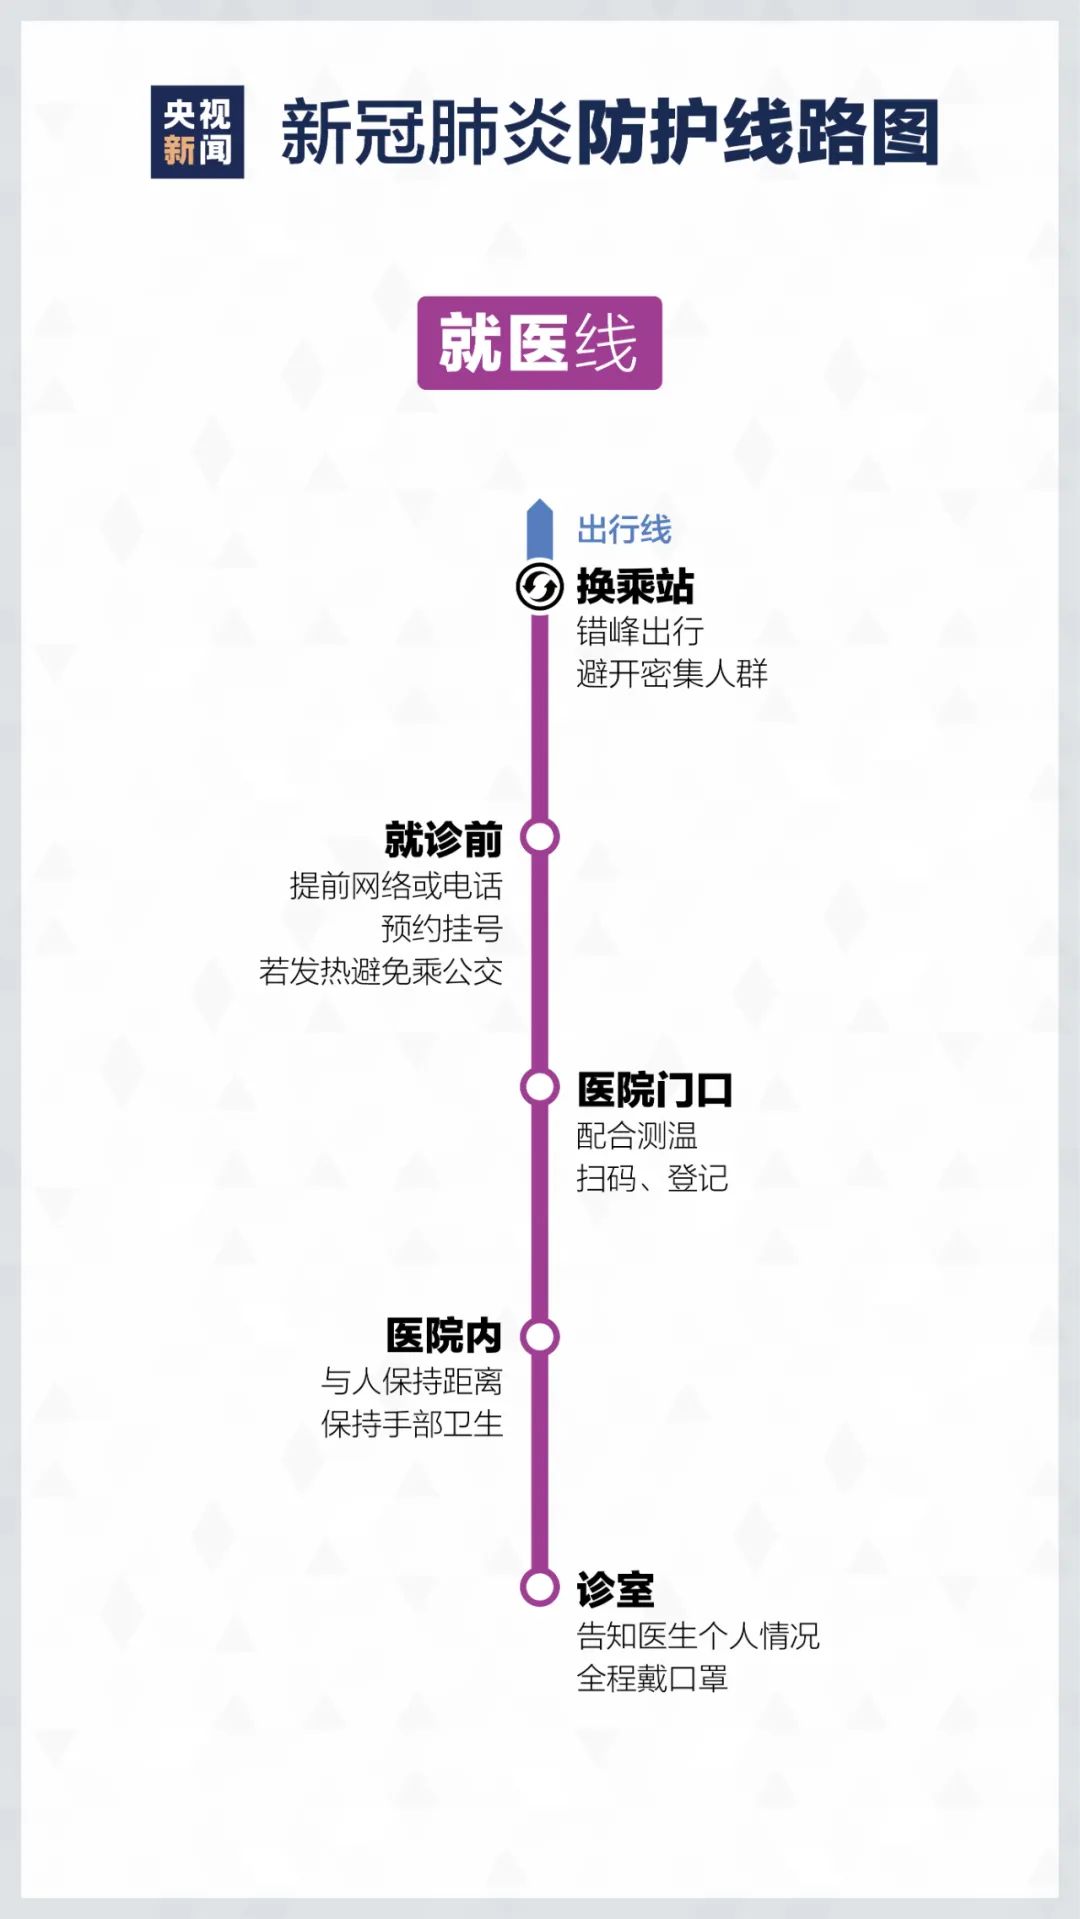 央视
新闻
新冠肺炎防护线路图
就医线
出行线
换乘站
错峰出行
避开密集人群
就诊前
提前网络或电话
预约挂号
若发热避免乘公交
医院门口
配合测温
扫码、登记
医院内
与人保持距离
保持手部卫生
诊室
告知医生个人情况
全程戴口罩